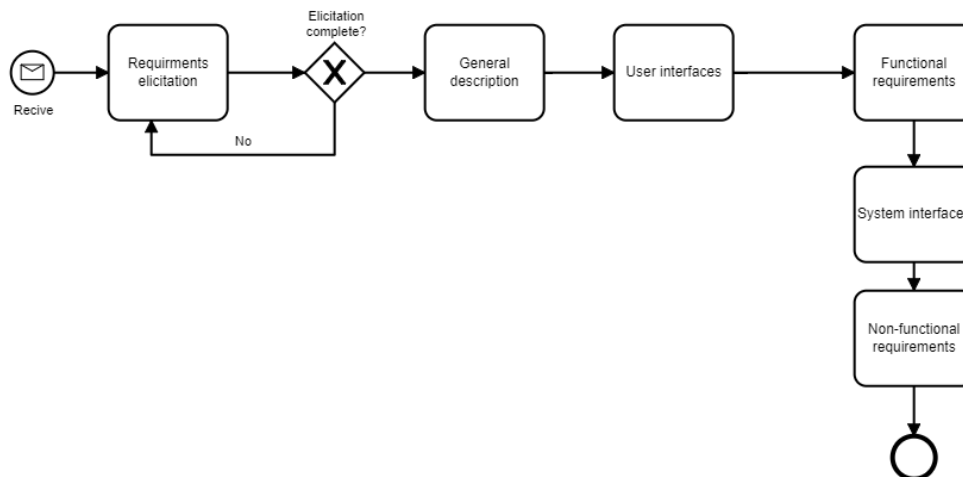 Elicitation
complete?
Requirments
elicitation
General
description
User interfaces
Functional
requirements
Recive
No
System interface
Non-functional
requirements